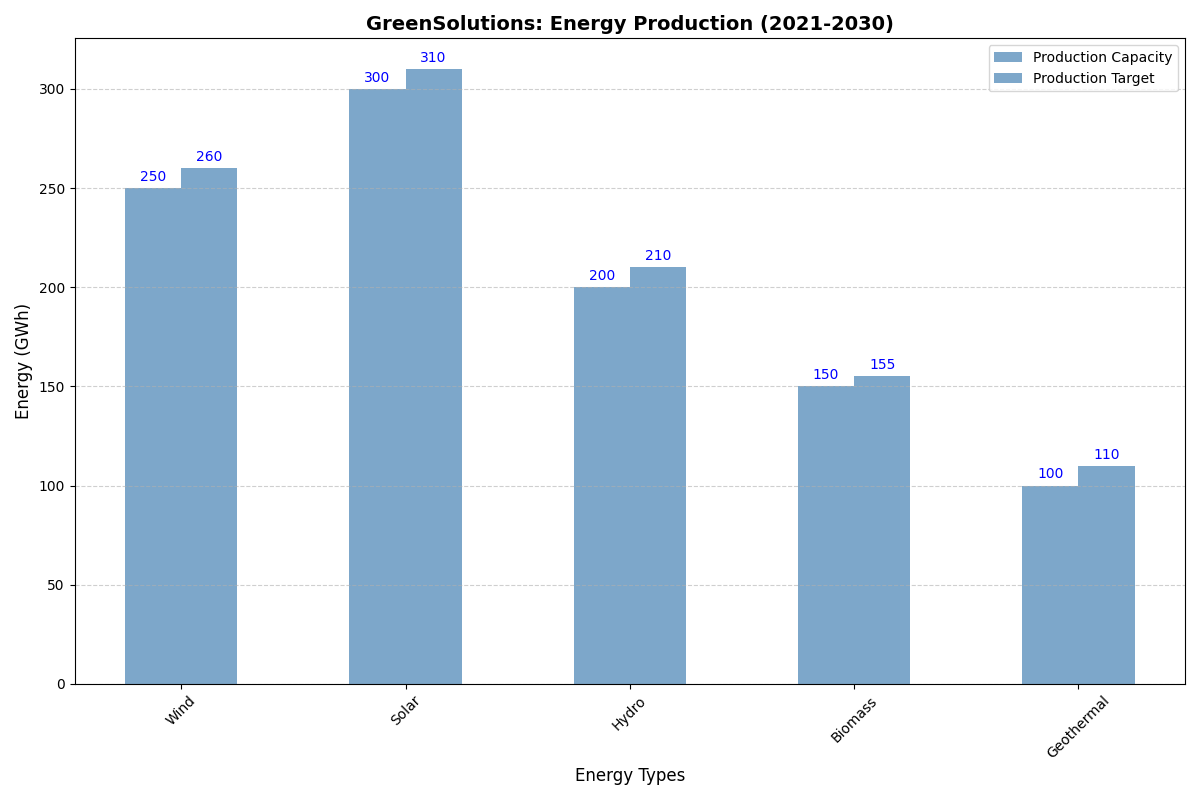 GreenSolutions: Energy Production (2021-2030)
Production Capacity
Production Target
Energy (GWh)
300
250
200
150
100
50
0
250
260
300
310
200
210
150
155
100
110
Wind
Solar
Hydro
Biomass
Geothermal
Energy Types